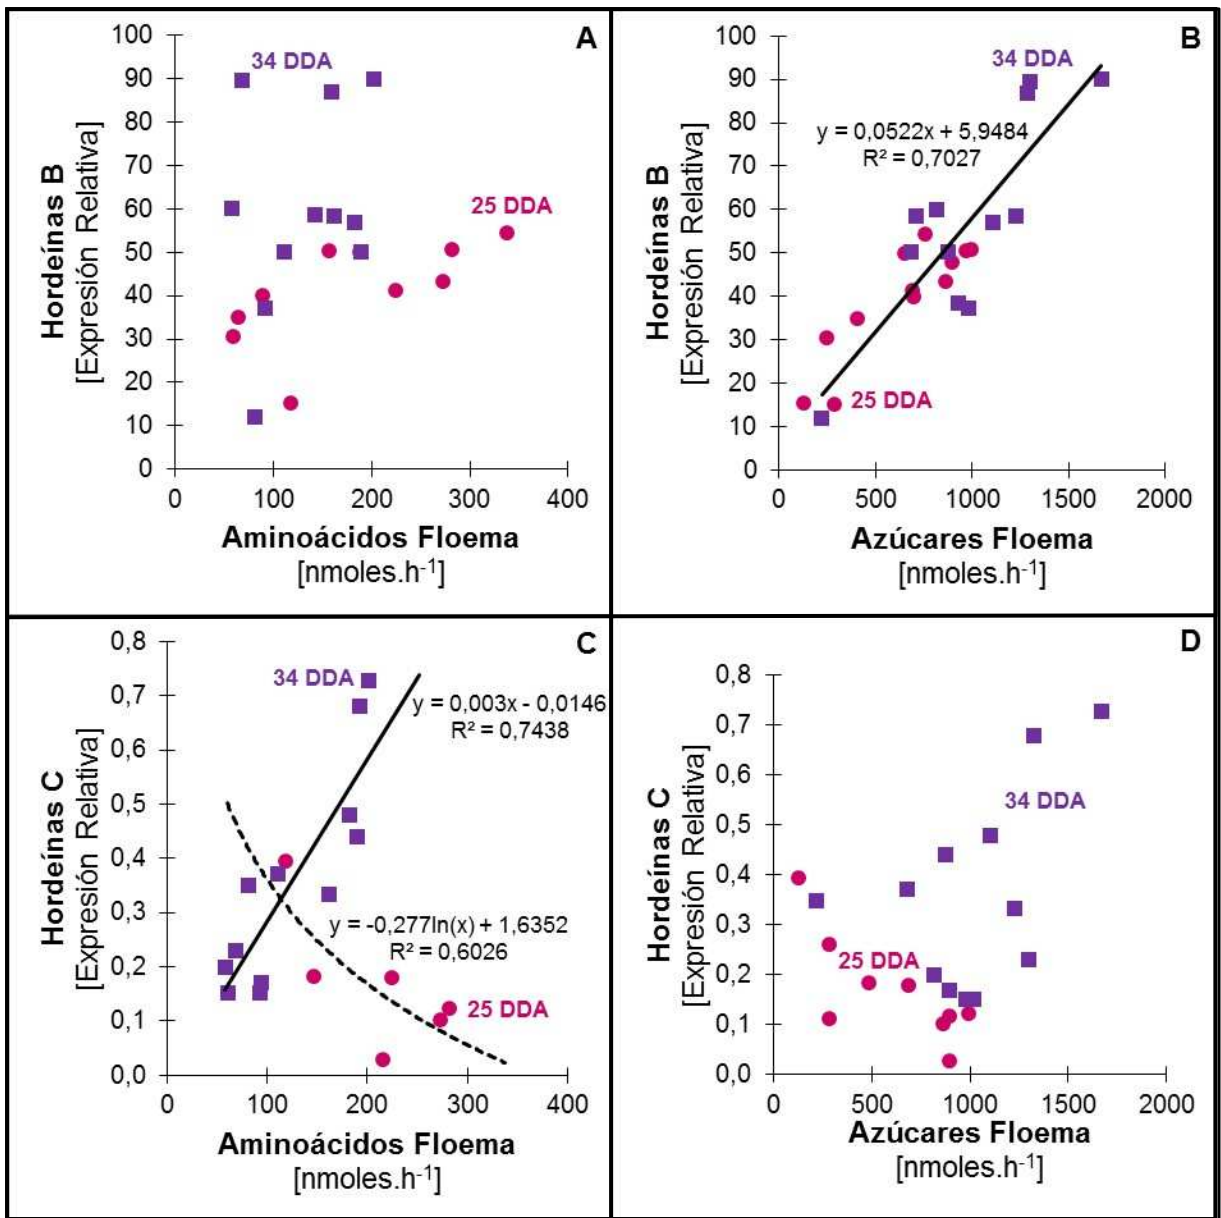 A
100
90
80
70
60
50
40
30
20
10
0
Hordeínas B
[Expresión Relativa]
34 DDA
25 DDA
0 100 200 300 400
Aminoácidos Floema
[nmoles.h-1]
B
100
90
80
70
60
50
40
30
20
10
0
Hordeínas B
[Expresión Relativa]
34 DDA
y = 0,0522x + 5,9484
R² = 0,7027
25 DDA
0 500 1000 1500 2000
Azúcares Floema
[nmoles.h-1]
C
0,8
0,7
0,6
0,5
0,4
0,3
0,2
0,1
0,0
Hordeínas C
[Expresión Relativa]
34 DDA
y = 0,003x - 0,0146
R² = 0,7438
y = -0,277ln(x) + 1,6352
R² = 0,6026
25 DDA
0 100 200 300 400
Aminoácidos Floema
[nmoles.h-1]
D
0,8
0,7
0,6
0,5
0,4
0,3
0,2
0,1
0,0
Hordeínas C
[Expresión Relativa]
34 DDA
25 DDA
0 500 1000 1500 2000
Azúcares Floema
[nmoles.h-1]